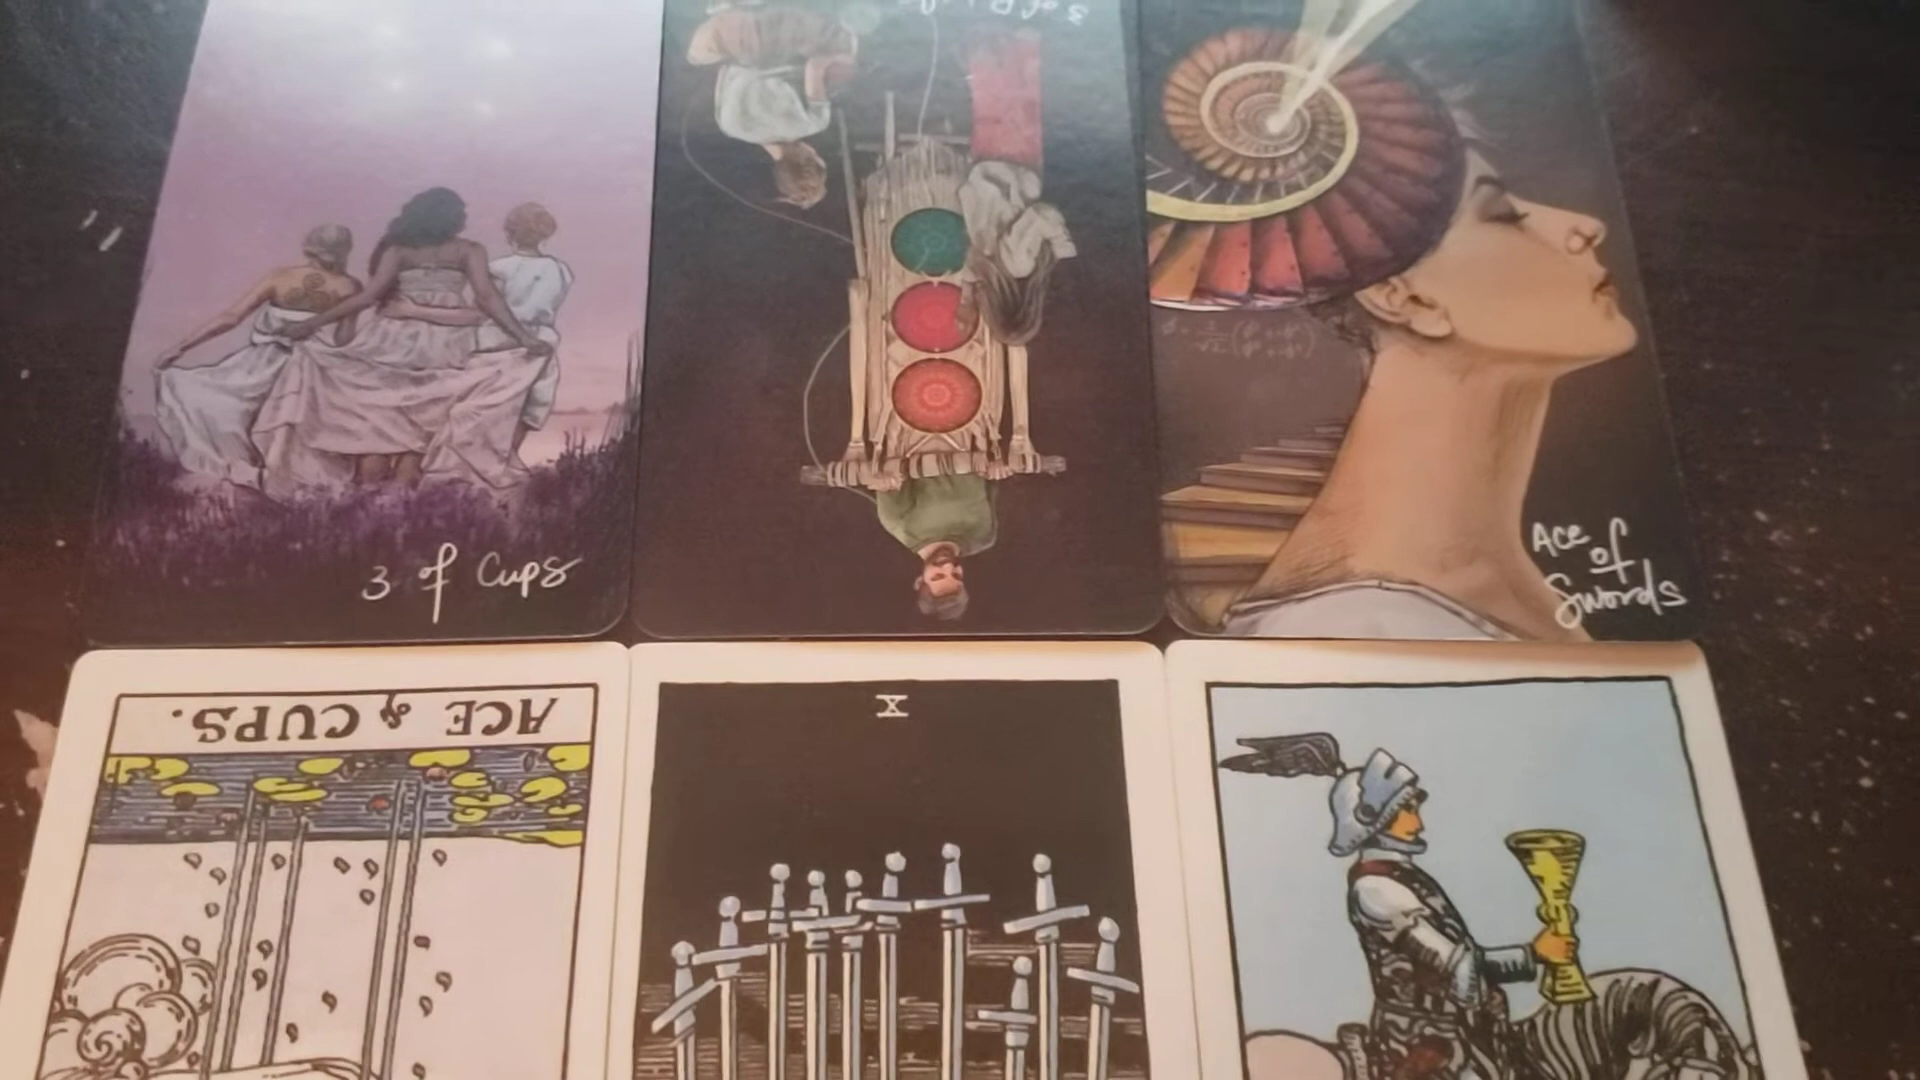 3 of Cups
Ace
of
Swords
ACE of CUPS.
X